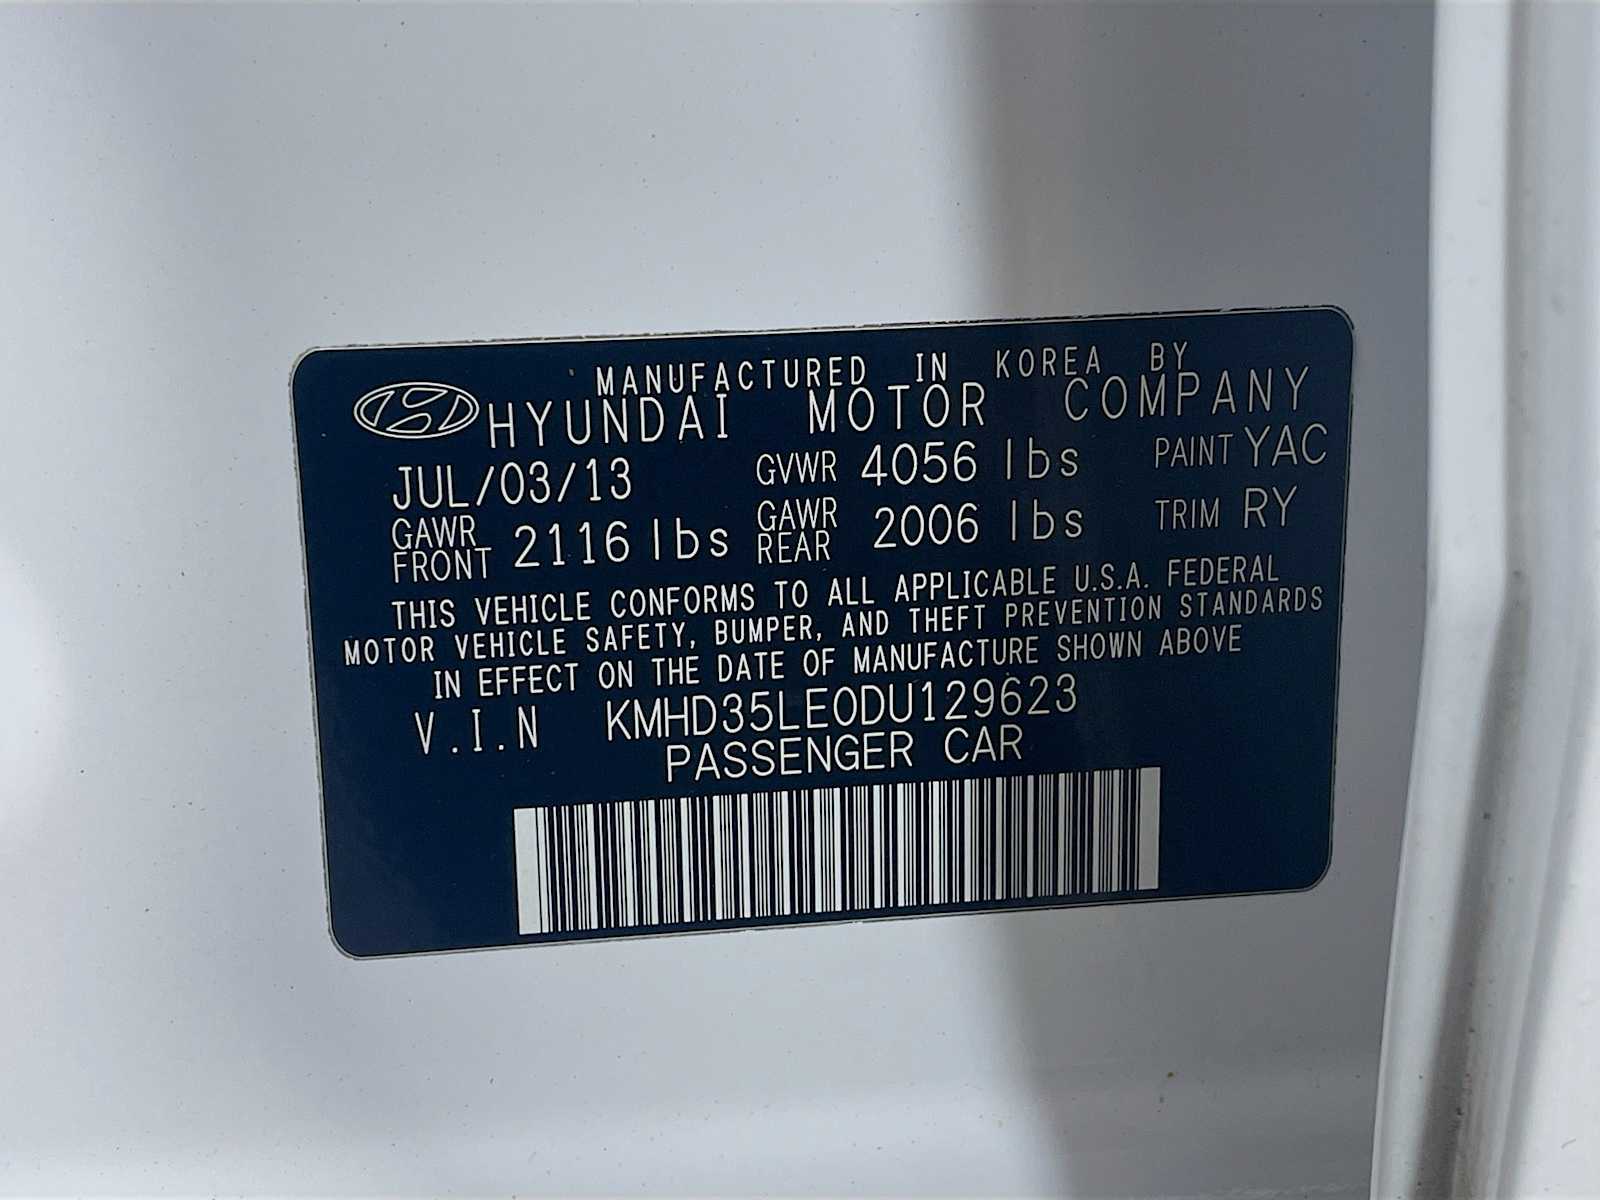 MANUFACTURED IN KOREA BY
HYUNDAI MOTOR COMPANY
JUL/03/13 GVWR 4056 lbs PAINT YAC
GAWR FRONT 2116 lbs GAWR REAR 2006 lbs TRIM RY
THIS VEHICLE CONFORMS TO ALL APPLICABLE U.S.A. FEDERAL
MOTOR VEHICLE SAFETY, BUMPER, AND THEFT PREVENTION STANDARDS
IN EFFECT ON THE DATE OF MANUFACTURE SHOWN ABOVE
V.I.N KMHD35LE0DU129623
PASSENGER CAR